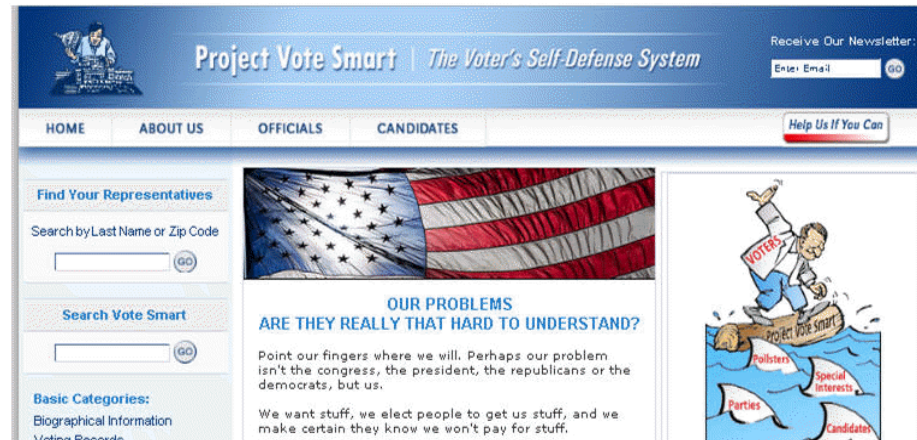 Project Vote Smart | The Voter's Self-Defense System
Receive Our Newsletter:
Enter Email
GO
HOME
ABOUT US
OFFICIALS
CANDIDATES
Help Us If You Can
Find Your Representatives
Search by Last Name or Zip Code
GO
Search Vote Smart
GO
Basic Categories:
Biographical Information
Voting Records
OUR PROBLEMS
ARE THEY REALLY THAT HARD TO UNDERSTAND?
Point our fingers where we will. Perhaps our problem
isn't the congress, the president, the republicans or the
democrats, but us.
We want stuff, we elect people to get us stuff, and we
make certain they know we won't pay for stuff.
VOTERS
Project Vote Smart
Pollsters
Special
Interests
Parties
Candidates